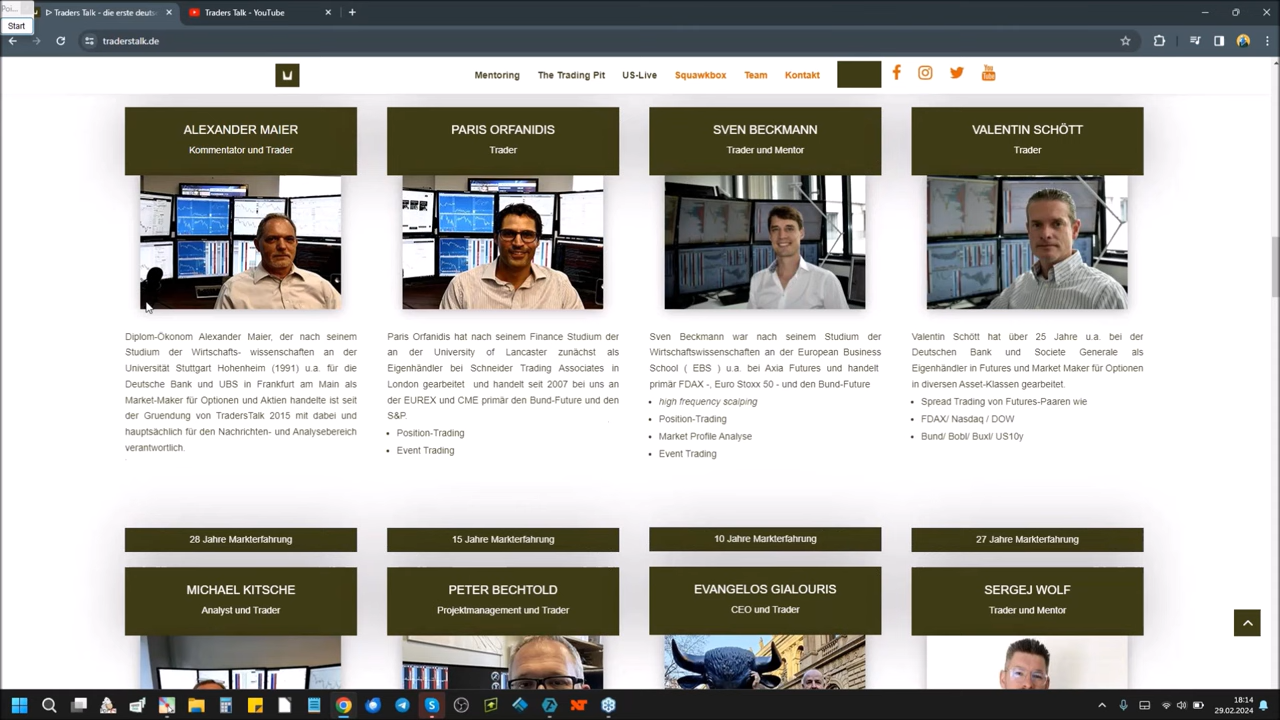 Start
Traders Talk - die erste deuts
Traders Talk - YouTube
traderstalk.de
Mentoring
The Trading Pit
US-Live
Squawkbox
Team
Kontakt
ALEXANDER MAIER
Kommentator und Trader
Diplom-Ökonom Alexander Maier, der nach seinem
Studium der Wirtschafts- wissenschaften an der
Universität Stuttgart Hohenheim (1991) u.a. für die
Deutsche Bank und UBS in Frankfurt am Main als
Market-Maker für Optionen und Aktien handelte ist seit
der Gruendung von TradersTalk 2015 mit dabei und
hauptsächlich für den Nachrichten- und Analysebereich
verantwortlich.
28 Jahre Markterfahrung
PARIS ORFANIDIS
Trader
Paris Orfanidis hat nach seinem Finance Studium der
an der University of Lancaster zunächst als
Eigenhändler bei Schneider Trading Associates in
London gearbeitet und handelt seit 2007 bei uns an
der EUREX und CME primär den Bund-Future und den
S&P.
• Position-Trading
• Event Trading
15 Jahre Markterfahrung
SVEN BECKMANN
Trader und Mentor
Sven Beckmann war nach seinem Studium der
Wirtschaftswissenschaften an der European Business
School ( EBS ) u.a. bei Axia Futures und handelt
primär FDAX -, Euro Stoxx 50 - und den Bund-Future
• high frequency scalping
• Position-Trading
• Market Profile Analyse
• Event Trading
10 Jahre Markterfahrung
VALENTIN SCHÖTT
Trader
Valentin Schött hat über 25 Jahre u.a. bei der
Deutschen Bank und Societe Generale als
Eigenhändler in Futures und Market Maker für Optionen
in diversen Asset-Klassen gearbeitet.
• Spread Trading von Futures-Paaren wie
• FDAX/ Nasdaq / DOW
• Bund/ Bobl/ Buxl/ US10y
27 Jahre Markterfahrung
MICHAEL KITSCHE
Analyst und Trader
PETER BECHTOLD
Projektmanagement und Trader
EVANGELOS GIALOURIS
CEO und Trader
SERGEJ WOLF
Trader und Mentor
18:14
29.02.2024